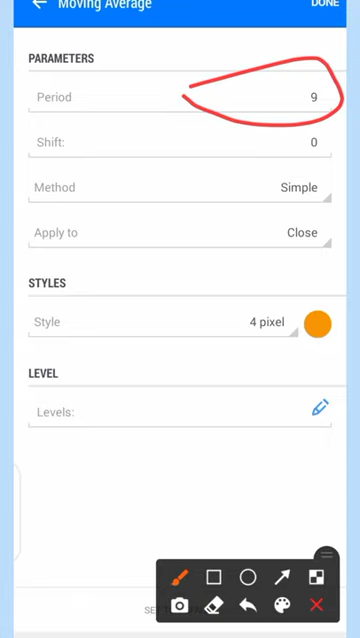 Moving Average DONE
PARAMETERS
Period 9
Shift: 0
Method Simple
Apply to Close
STYLES
Style 4 pixel
LEVEL
Levels: